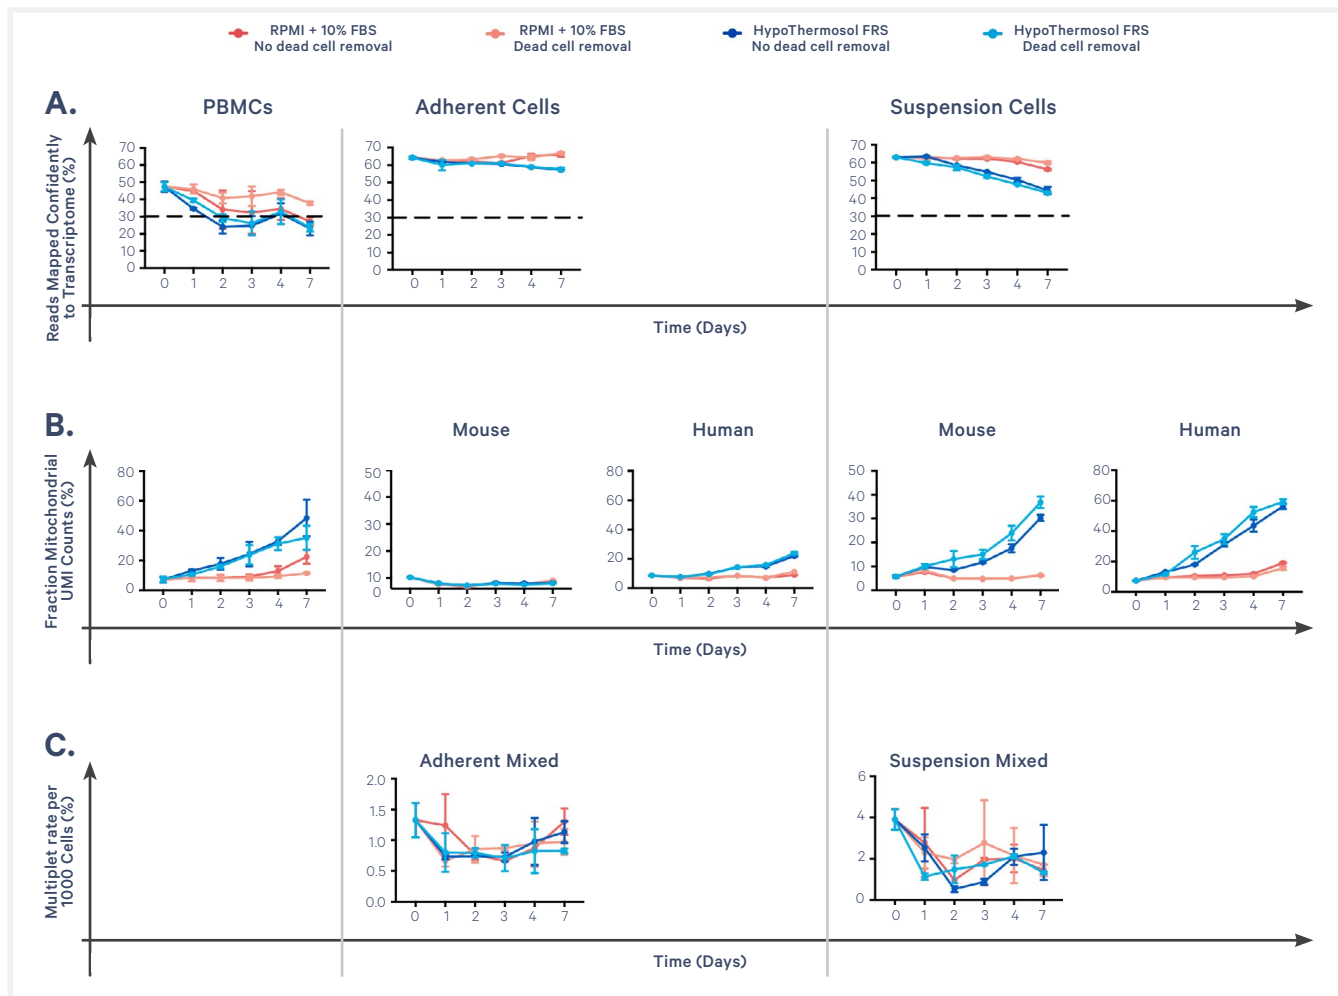 RPMI + 10% FBS
No dead cell removal
RPMI + 10% FBS
Dead cell removal
HypoThermosol FRS
No dead cell removal
HypoThermosol FRS
Dead cell removal
A.
PBMCs
Adherent Cells
Suspension Cells
Reads Mapped Confidently
to Transcriptome (%)
70
60
50
40
30
20
10
0
0 1 2 3 4 7
70
60
50
40
30
20
10
0
0 1 2 3 4 7
70
60
50
40
30
20
10
0
0 1 2 3 4 7
Time (Days)
B.
Mouse
Human
Mouse
Human
Fraction Mitochondrial
UMI Counts (%)
80
60
40
20
0
0 1 2 3 4 7
50
40
30
20
10
0
0 1 2 3 4 7
80
60
40
20
0
0 1 2 3 4 7
50
40
30
20
10
0
0 1 2 3 4 7
80
60
40
20
0
0 1 2 3 4 7
Time (Days)
C.
Adherent Mixed
Suspension Mixed
Multiplet rate per
1000 Cells (%)
2.0
1.5
1.0
0.5
0.0
0 1 2 3 4 7
6
4
2
0
0 1 2 3 4 7
Time (Days)